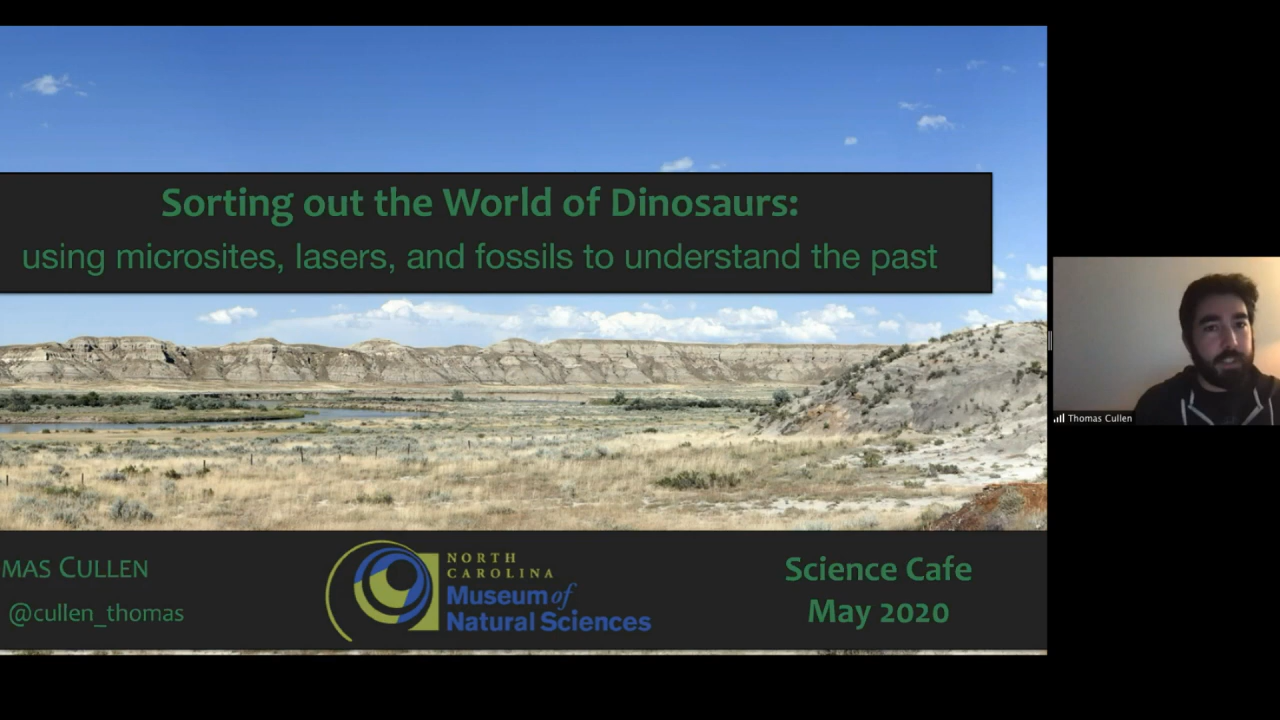 Sorting out the World of Dinosaurs:
using microsites, lasers, and fossils to understand the past
MAS CULLEN
@cullen_thomas
NORTH
CAROLINA
Museum of
Natural Sciences
Science Cafe
May 2020
Thomas Cullen